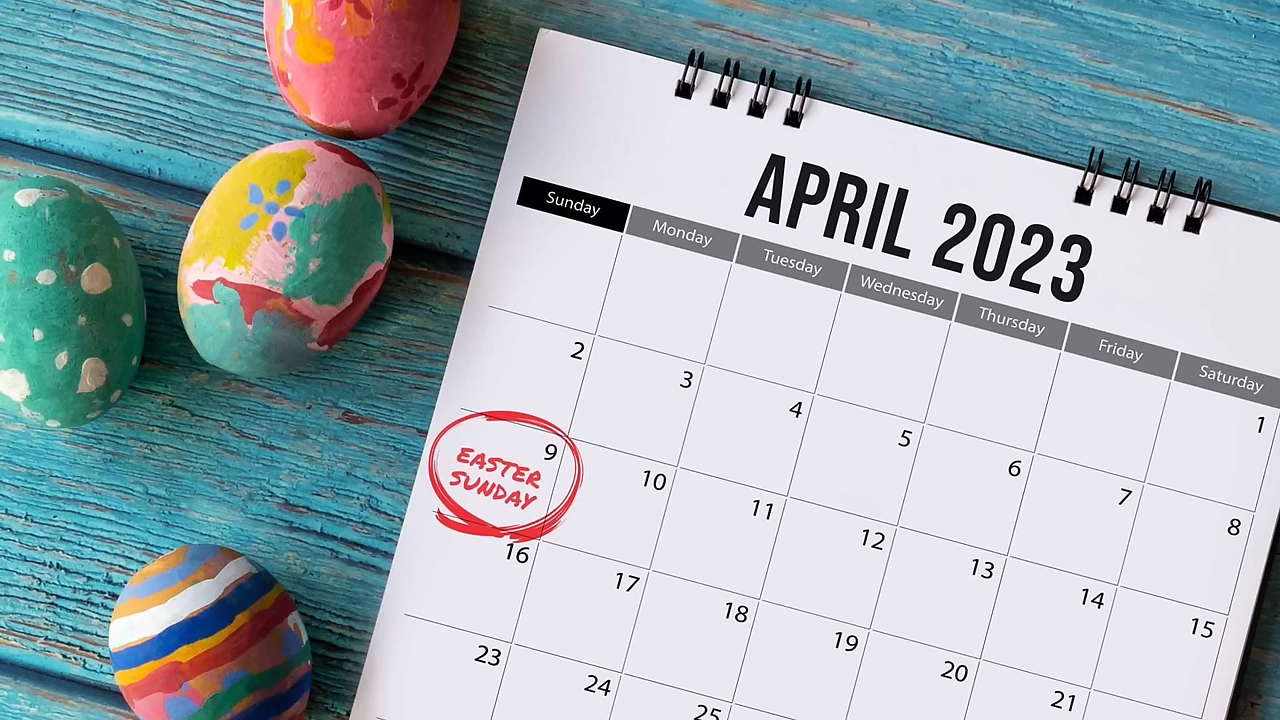 APRIL 2023
Sunday Monday Tuesday Wednesday Thursday Friday Saturday
1
2 3 4 5 6 7 8
9 10 11 12 13 14 15
EASTER
SUNDAY
16 17 18 19 20 21
23 24 25